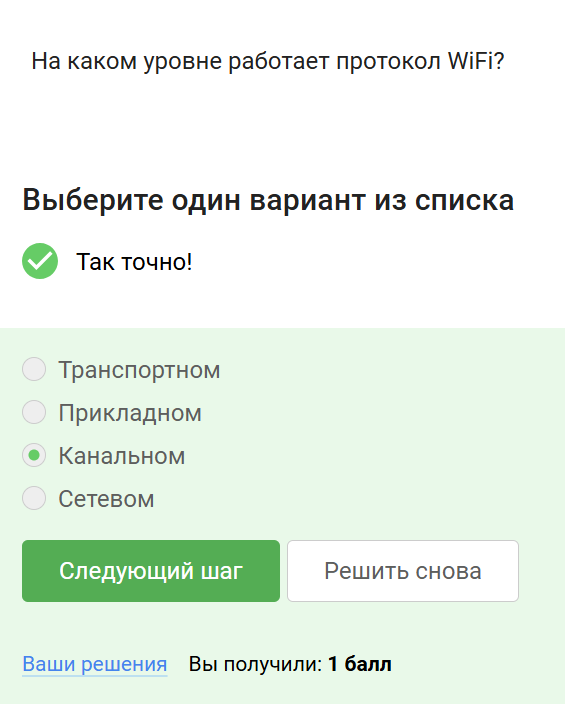 На каком уровне работает протокол WiFi?
Выберите один вариант из списка
Так точно!
Транспортном
Прикладном
Канальном
Сетевом
Следующий шаг
Решить снова
Ваши решения
Вы получили: 1 балл